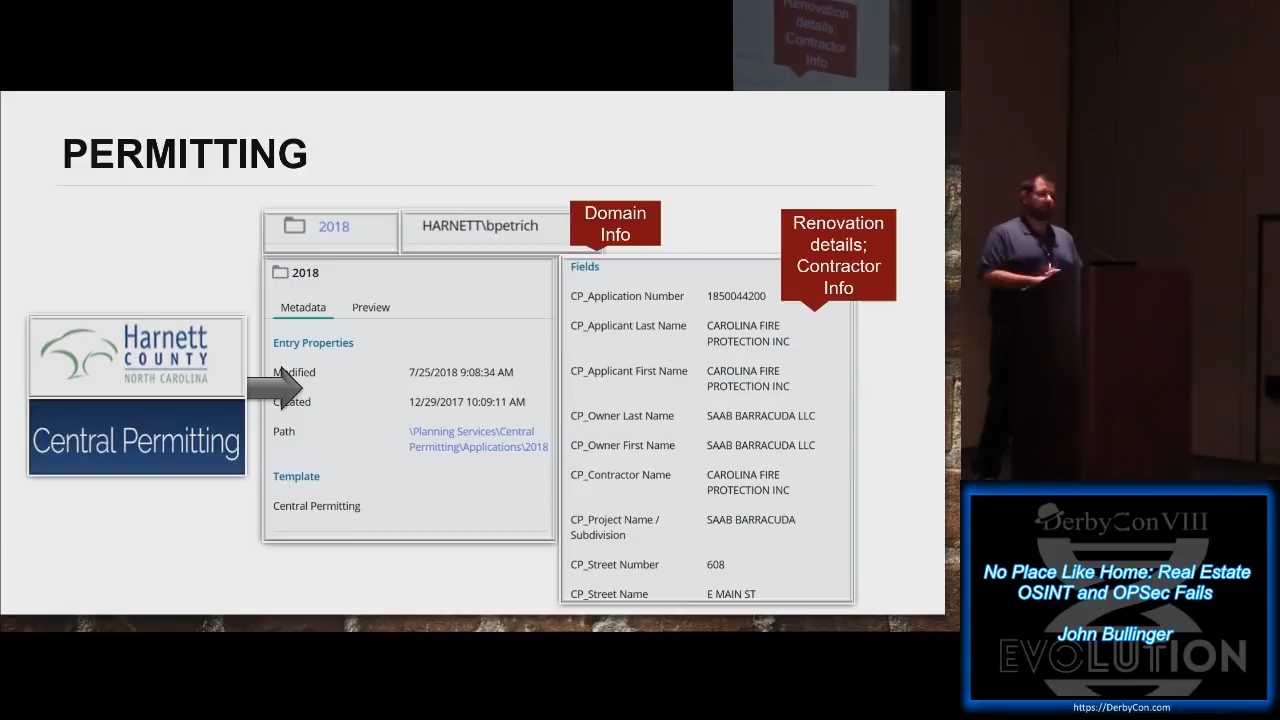 Renovation
details;
Contractor
Info
PERMITTING
2018
HARNETT\bpetrich
Domain
Info
Renovation
details;
Contractor
Info
2018
Metadata
Preview
Entry Properties
Modified 7/25/2018 9:08:34 AM
Created 12/29/2017 10:09:11 AM
Path \Planning Services\Central
Permitting\Applications\2018
Template
Central Permitting
Fields
CP_Application Number 1850044200
CP_Applicant Last Name CAROLINA FIRE
PROTECTION INC
CP_Applicant First Name CAROLINA FIRE
PROTECTION INC
CP_Owner Last Name SAAB BARRACUDA LLC
CP_Owner First Name SAAB BARRACUDA LLC
CP_Contractor Name CAROLINA FIRE
PROTECTION INC
CP_Project Name / SAAB BARRACUDA
Subdivision
CP_Street Number 608
CP_Street Name E MAIN ST
Harnett
COUNTY
NORTH CAROLINA
Central Permitting
DerbyCon VIII
No Place Like Home: Real Estate
OSINT and OPSec Fails
John Bullinger
EVOLUTION
https://DerbyCon.com